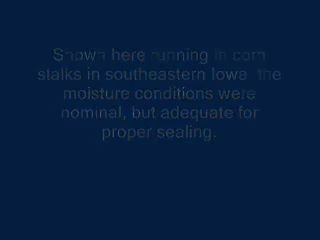 Shown here running in corn
stalks in southeastern Iowa the
moisture conditions were
nominal, but adequate for
proper sealing.